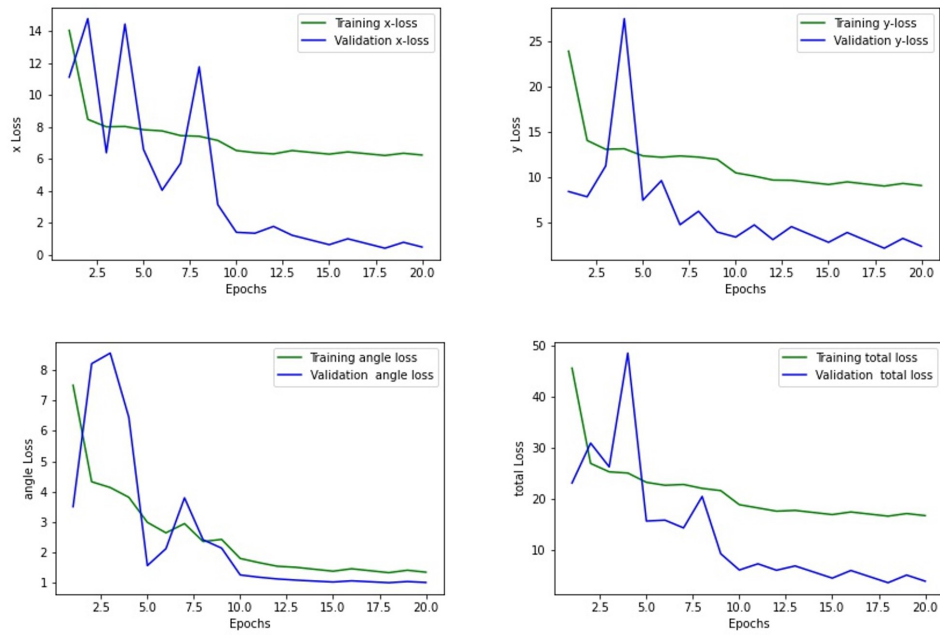 Training x-loss
Validation x-loss
x Loss
14
12
10
8
6
4
2
0
2.5 5.0 7.5 10.0 12.5 15.0 17.5 20.0
Epochs
Training y-loss
Validation y-loss
y Loss
25
20
15
10
5
2.5 5.0 7.5 10.0 12.5 15.0 17.5 20.0
Epochs
Training angle loss
Validation  angle loss
angle Loss
8
7
6
5
4
3
2
1
2.5 5.0 7.5 10.0 12.5 15.0 17.5 20.0
Epochs
Training total loss
Validation  total loss
total Loss
50
40
30
20
10
2.5 5.0 7.5 10.0 12.5 15.0 17.5 20.0
Epochs